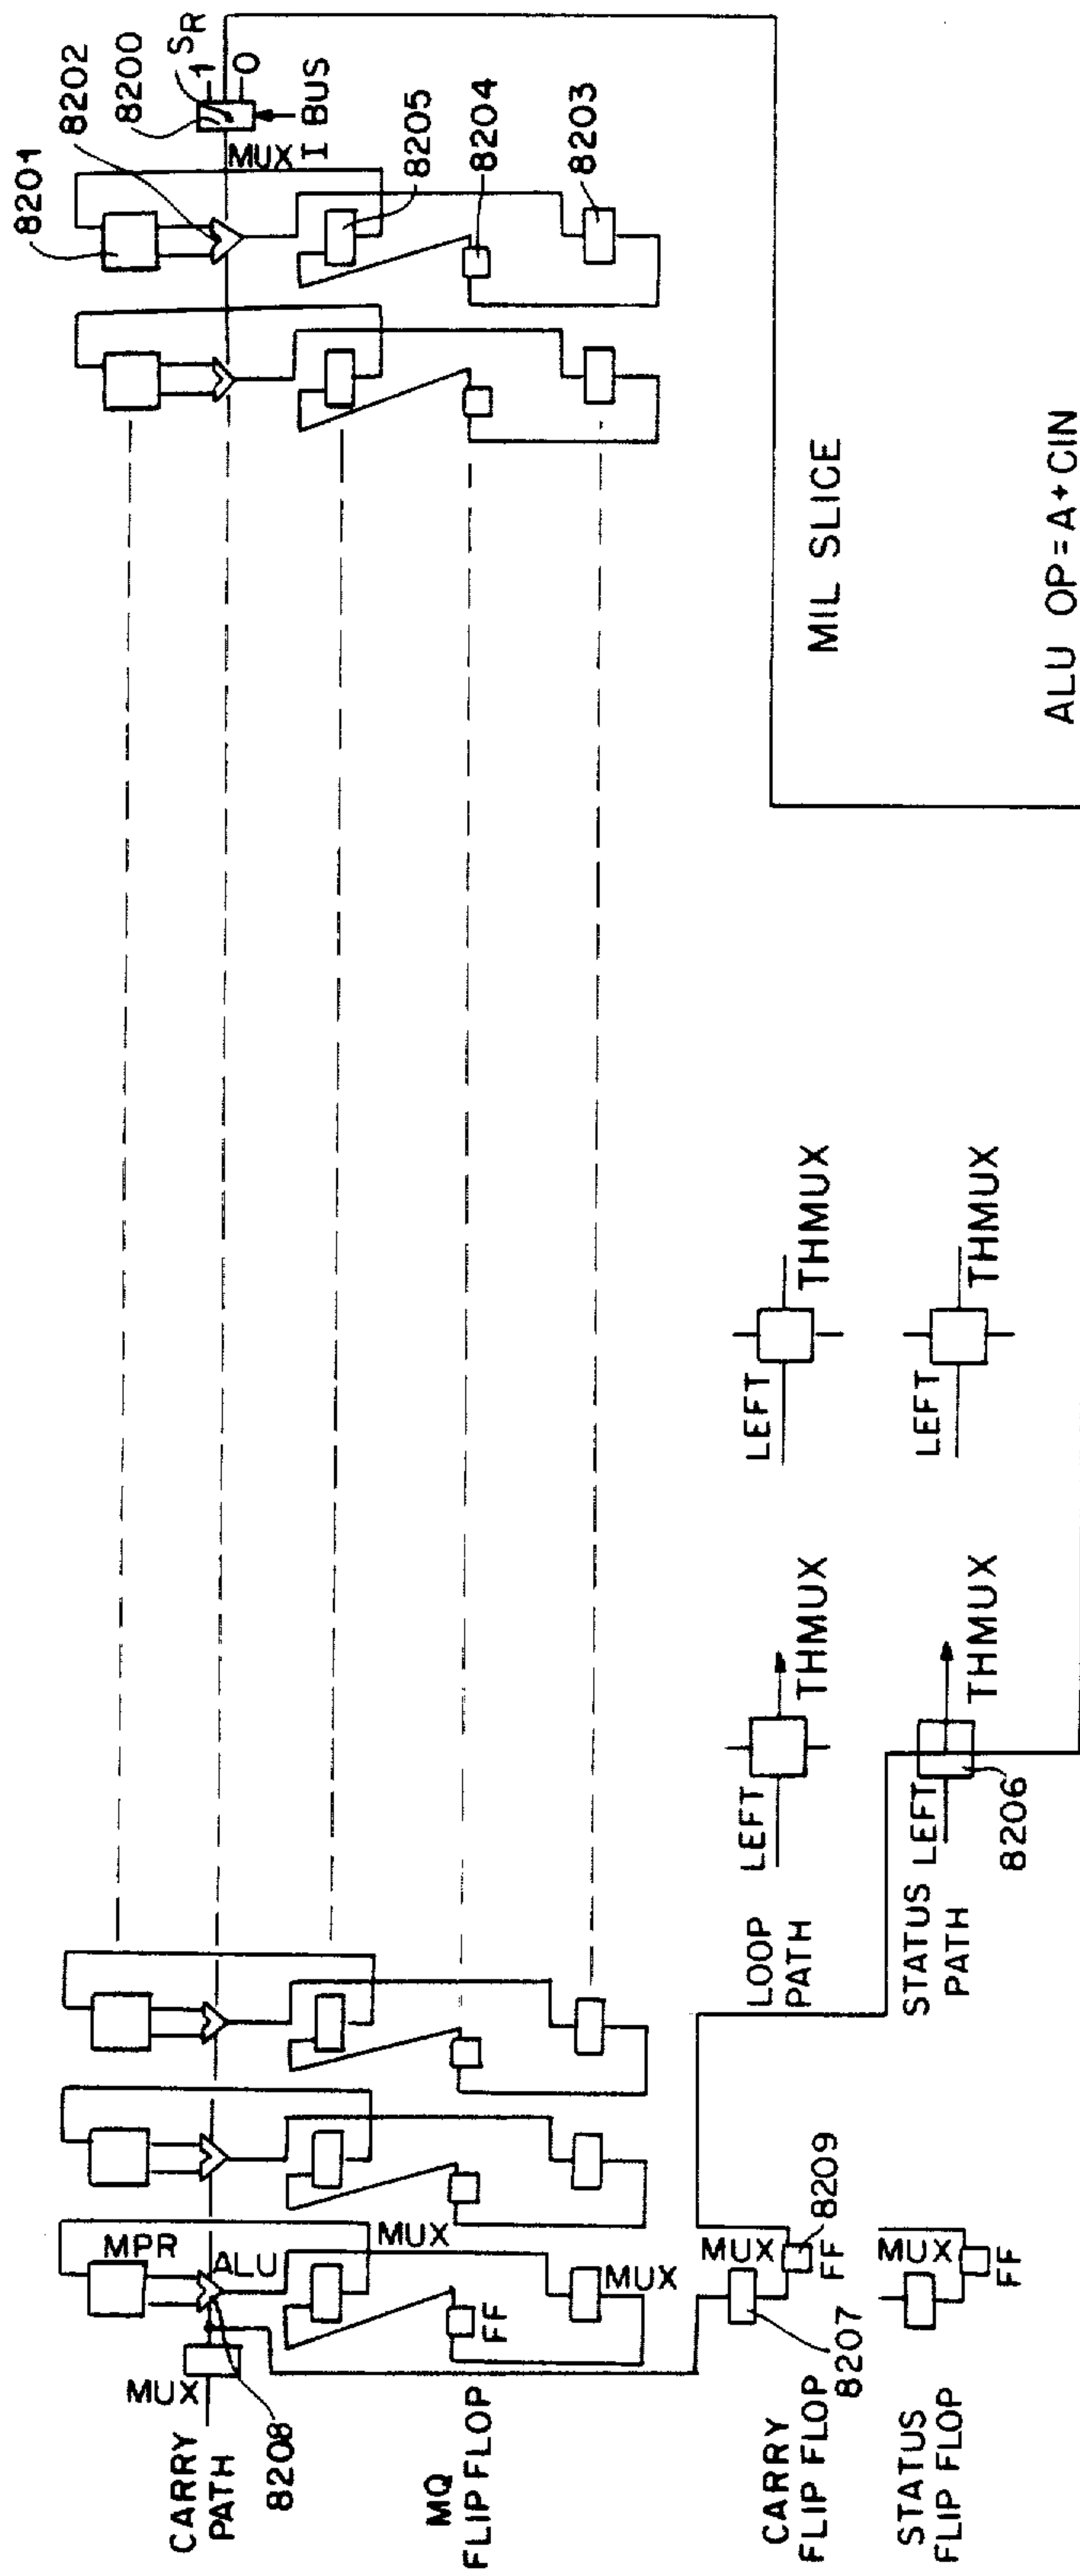 8201
8202
8200
SR
1
0
MUX
I BUS
8205
8204
8203
MIL SLICE
ALU OP=A+CIN
LEFT
THMUX
LEFT
THMUX
LEFT
THMUX
LEFT
THMUX
8206
LOOP
PATH
STATUS
PATH
MPR
ALU
MUX
MUX
FF
MUX
CARRY
PATH
8208
MQ
FLIP FLOP
MUX
8209
FF
8207
CARRY
FLIP FLOP
MUX
FF
STATUS
FLIP FLOP